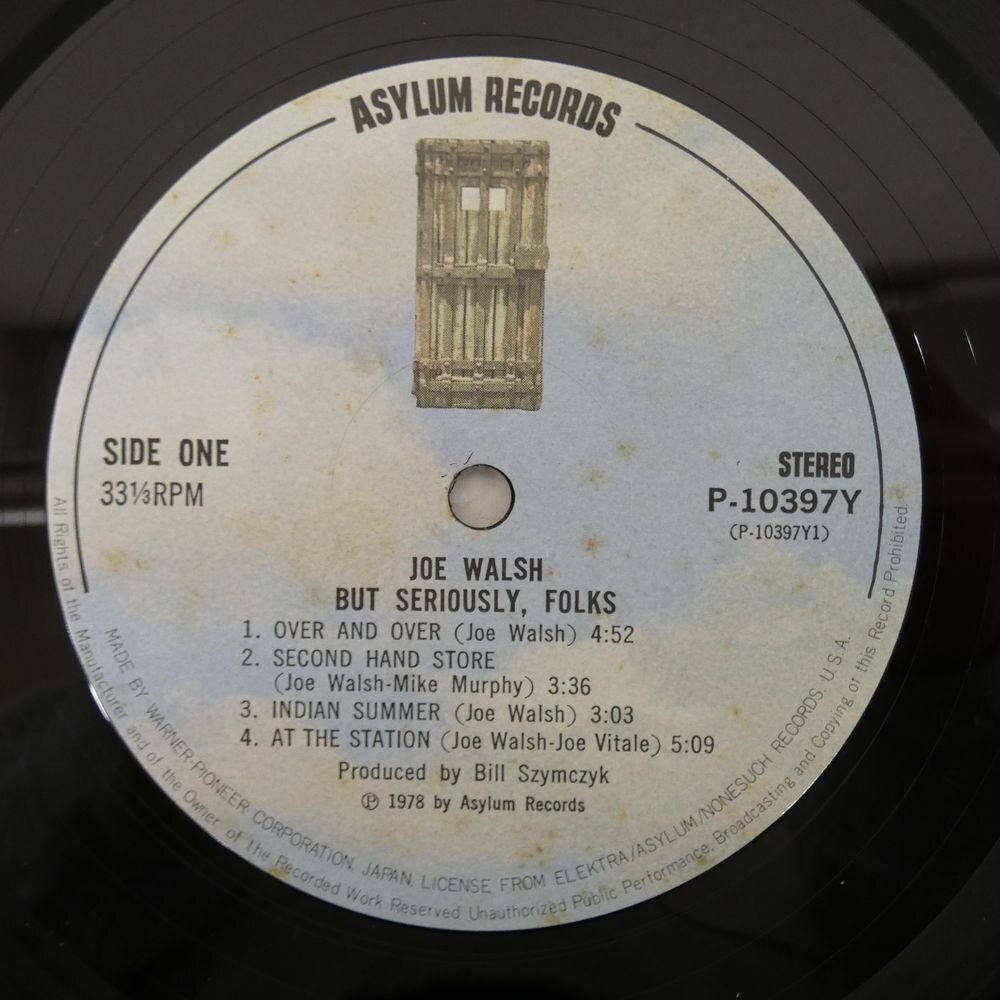 ASYLUM RECORDS
SIDE ONE
33⅓RPM
STEREO
P-10397Y
(P-10397Y1)
JOE WALSH
BUT SERIOUSLY, FOLKS
1. OVER AND OVER (Joe Walsh) 4:52
2. SECOND HAND STORE
(Joe Walsh-Mike Murphy) 3:36
3. INDIAN SUMMER (Joe Walsh) 3:03
4. AT THE STATION (Joe Walsh-Joe Vitale) 5:09
Produced by Bill Szymczyk
℗ 1978 by Asylum Records
MADE BY WARNER-PIONEER CORPORATION, JAPAN. LICENSE FROM ELEKTRA/ASYLUM/NONESUCH RECORDS. U.S.A.
All Rights of the Manufacturer and of the Owner of the Recorded Work Reserved. Unauthorized Public Performance. Broadcasting and Copying of this Record Prohibited.